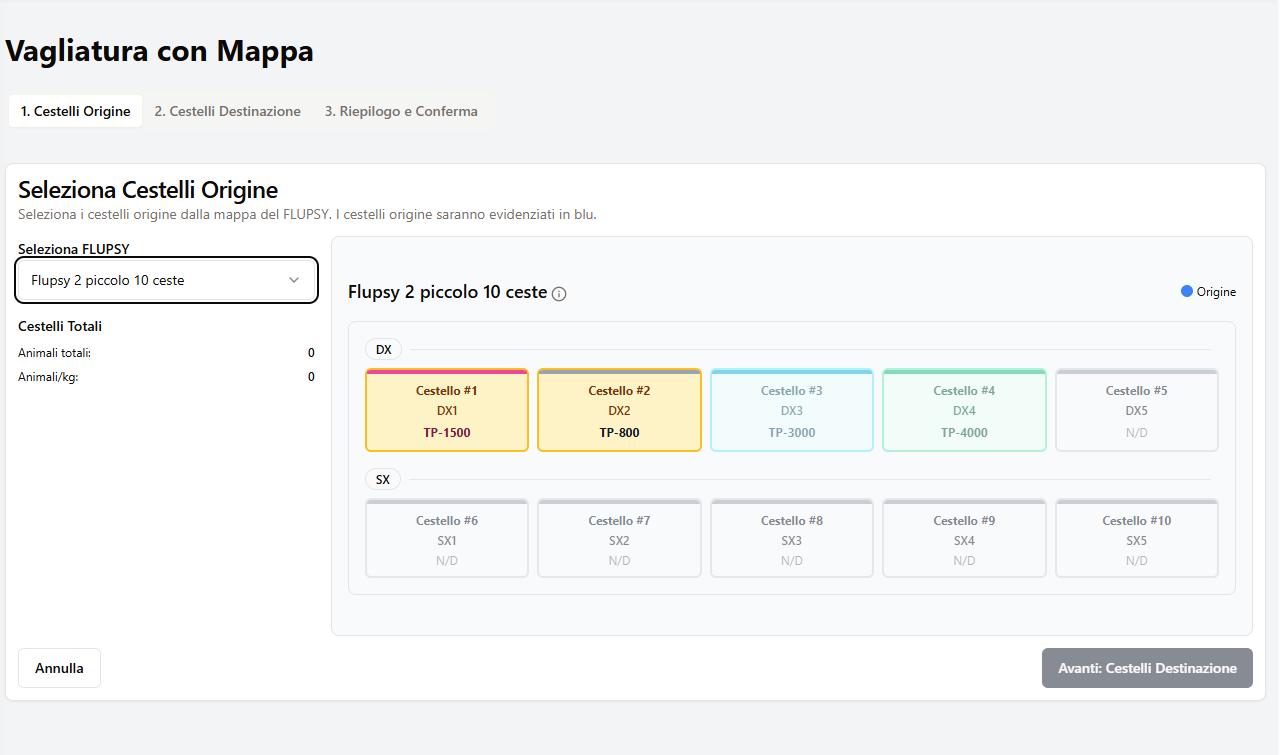 Vagliatura con Mappa
1. Cestelli Origine 2. Cestelli Destinazione 3. Riepilogo e Conferma
Seleziona Cestelli Origine
Seleziona i cestelli origine dalla mappa del FLUPSY. I cestelli origine saranno evidenziati in blu.
Seleziona FLUPSY
Flupsy 2 piccolo 10 ceste
Cestelli Totali
Animali totali: 0
Animali/kg: 0
Flupsy 2 piccolo 10 ceste Origine
DX
Cestello #1 Cestello #2 Cestello #3 Cestello #4 Cestello #5
DX1 DX2 DX3 DX4 DX5
TP-1500 TP-800 TP-3000 TP-4000 N/D
SX
Cestello #6 Cestello #7 Cestello #8 Cestello #9 Cestello #10
SX1 SX2 SX3 SX4 SX5
N/D N/D N/D N/D N/D
Annulla Avanti: Cestelli Destinazione